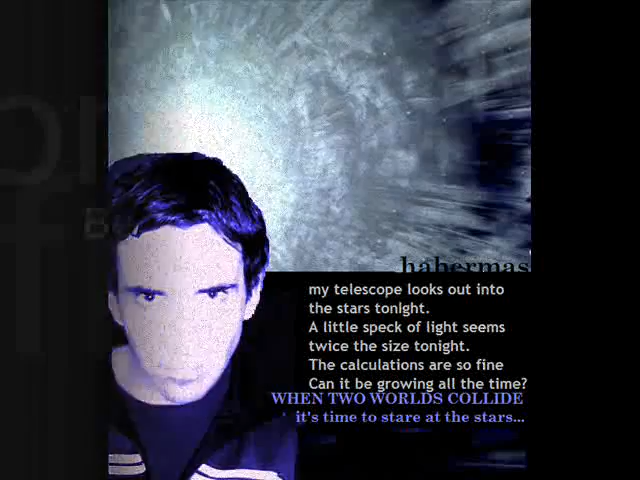 habermas
my telescope looks out into
the stars tonight.
A little speck of light seems
twice the size tonight.
The calculations are so fine
Can it be growing all the time?
WHEN TWO WORLDS COLLIDE
it's time to stare at the stars...